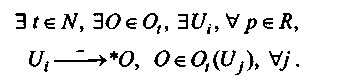 ∃ t ∈ N, ∃O ∈ O_t, ∃U_i, ∀ p ∈ R,
U_i —‾→ *O, O ∈ O_t(U_j), ∀j.